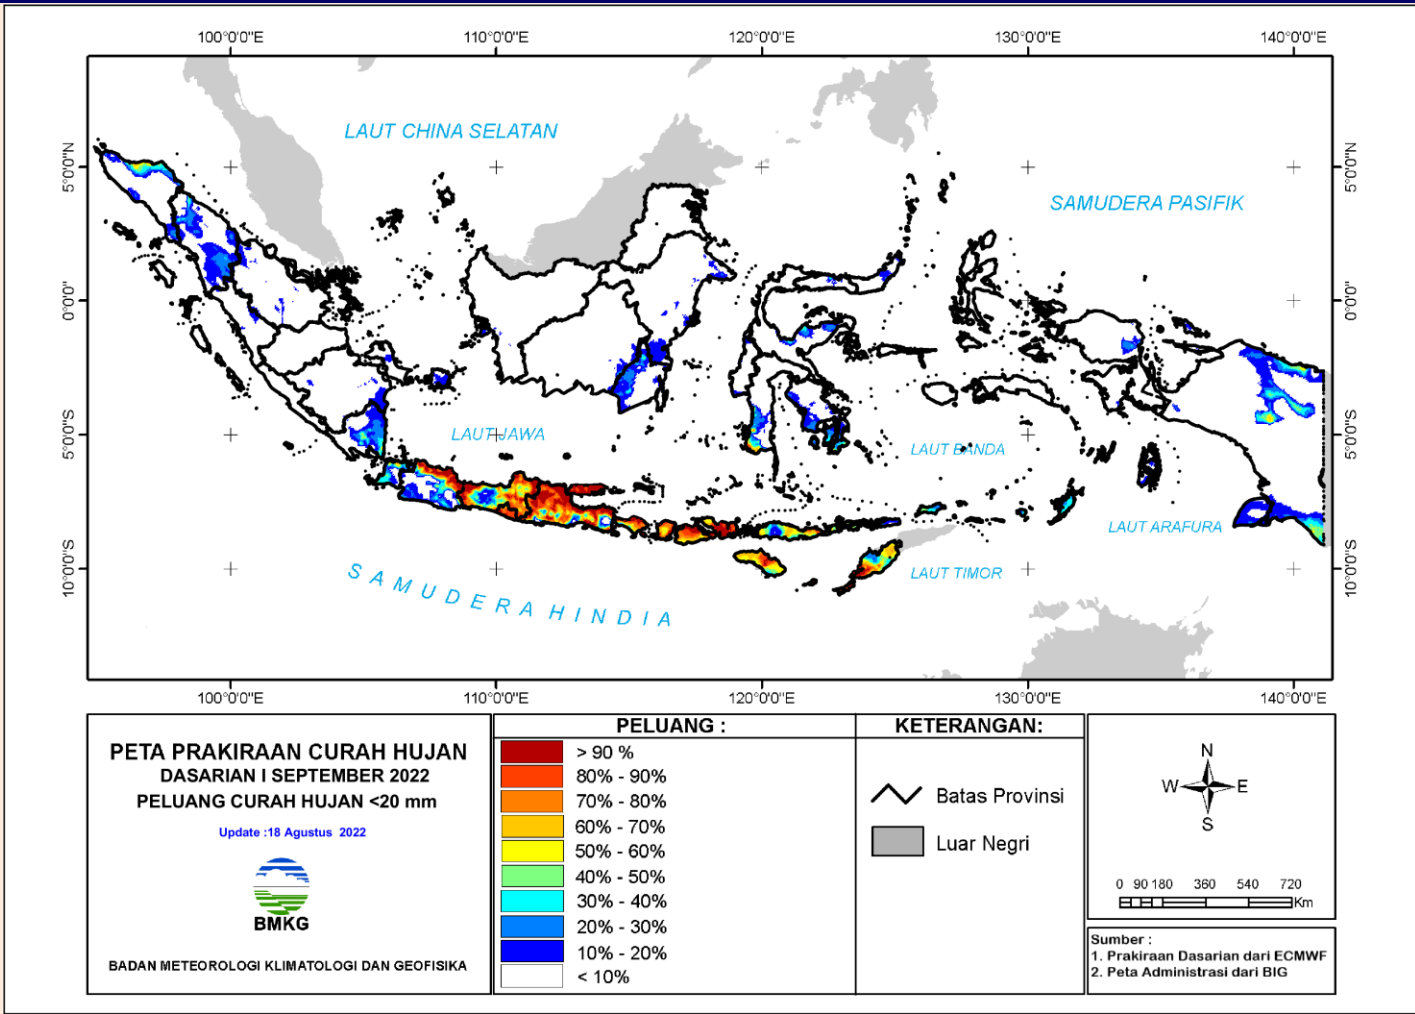 100°0'0"E 110°0'0"E 120°0'0"E 130°0'0"E 140°0'0"E
LAUT CHINA SELATAN
SAMUDERA PASIFIK
5°0'0"N 5°0'0"N
0°0'0" 0°0'0"
5°0'0"S 5°0'0"S
10°0'0"S 10°0'0"S
LAUT JAWA
LAUT BANDA
LAUT ARAFURA
LAUT TIMOR
SAMUDERA HINDIA
100°0'0"E 110°0'0"E 120°0'0"E 130°0'0"E 140°0'0"E
PETA PRAKIRAAN CURAH HUJAN
DASARIAN I SEPTEMBER 2022
PELUANG CURAH HUJAN <20 mm
Update :18 Agustus 2022
BMKG
BADAN METEOROLOGI KLIMATOLOGI DAN GEOFISIKA
PELUANG :
> 90 %
80% - 90%
70% - 80%
60% - 70%
50% - 60%
40% - 50%
30% - 40%
20% - 30%
10% - 20%
< 10%
KETERANGAN:
Batas Provinsi
Luar Negri
N
W E
S
0 90 180 360 540 720
Km
Sumber :
1. Prakiraan Dasarian dari ECMWF
2. Peta Administrasi dari BIG